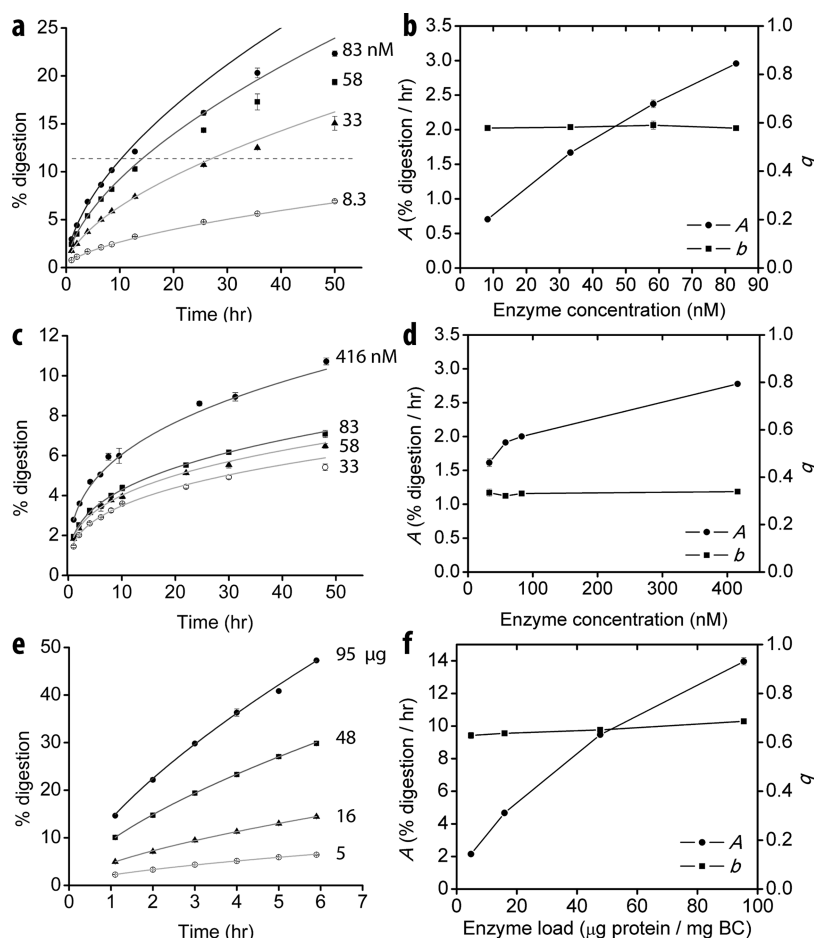 a
25
20
15
10
5
0
% digestion
0 10 20 30 40 50
Time (hr)
83 nM
58
33
8.3
b
3.5
3.0
2.5
2.0
1.5
1.0
0.5
0.0
A (% digestion / hr)
0 10 20 30 40 50 60 70 80 90
Enzyme concentration (nM)
1.0
0.8
0.6
0.4
0.2
0.0
b
A
b
c
12
10
8
6
4
2
0
% digestion
0 10 20 30 40 50
Time (hr)
416 nM
83
58
33
d
3.5
3.0
2.5
2.0
1.5
1.0
0.5
0.0
A (% digestion / hr)
0 100 200 300 400
Enzyme concentration (nM)
1.0
0.8
0.6
0.4
0.2
0.0
b
A
b
e
50
40
30
20
10
0
% digestion
0 1 2 3 4 5 6 7
Time (hr)
95 µg
48
16
5
f
14
12
10
8
6
4
2
0
A (% digestion / hr)
0 20 40 60 80 100
Enzyme load (µg protein / mg BC)
1.0
0.8
0.6
0.4
0.2
0.0
b
A
b